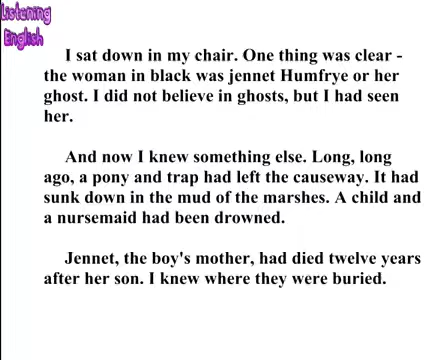 Listening
English
I sat down in my chair. One thing was clear -
the woman in black was jennet Humfrye or her
ghost. I did not believe in ghosts, but I had seen
her.
And now I knew something else. Long, long
ago, a pony and trap had left the causeway. It had
sunk down in the mud of the marshes. A child and
a nursemaid had been drowned.
Jennet, the boy's mother, had died twelve years
after her son. I knew where they were buried.